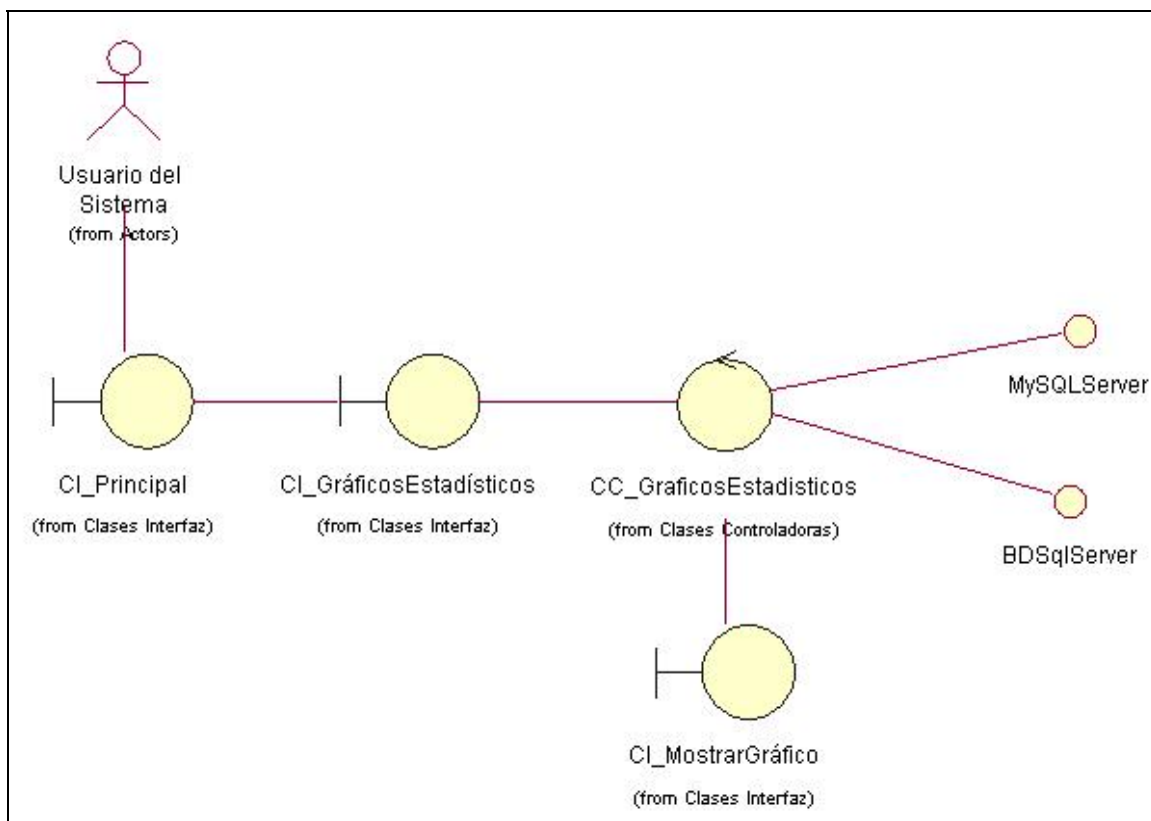 Usuario del
Sistema
(from Actors)
MySQLServer
CI_Principal
(from Clases Interfaz)
CI_GráficosEstadísticos
(from Clases Interfaz)
CC_GraficosEstadisticos
(from Clases Controladoras)
BDSqlServer
CI_MostrarGráfico
(from Clases Interfaz)